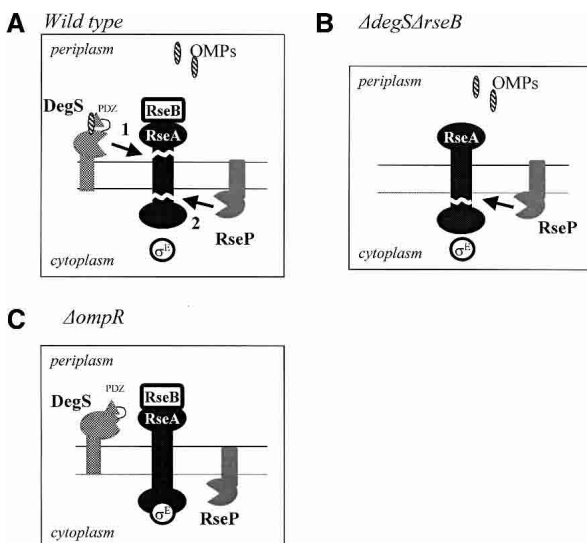 A Wild type
periplasm
OMPs
RseB
DegS
PDZ
RseA
1
2
RseP
σE
cytoplasm
B ΔdegSΔrseB
periplasm
OMPs
RseA
RseP
σE
cytoplasm
C ΔompR
periplasm
PDZ
DegS
RseB
RseA
σE
RseP
cytoplasm